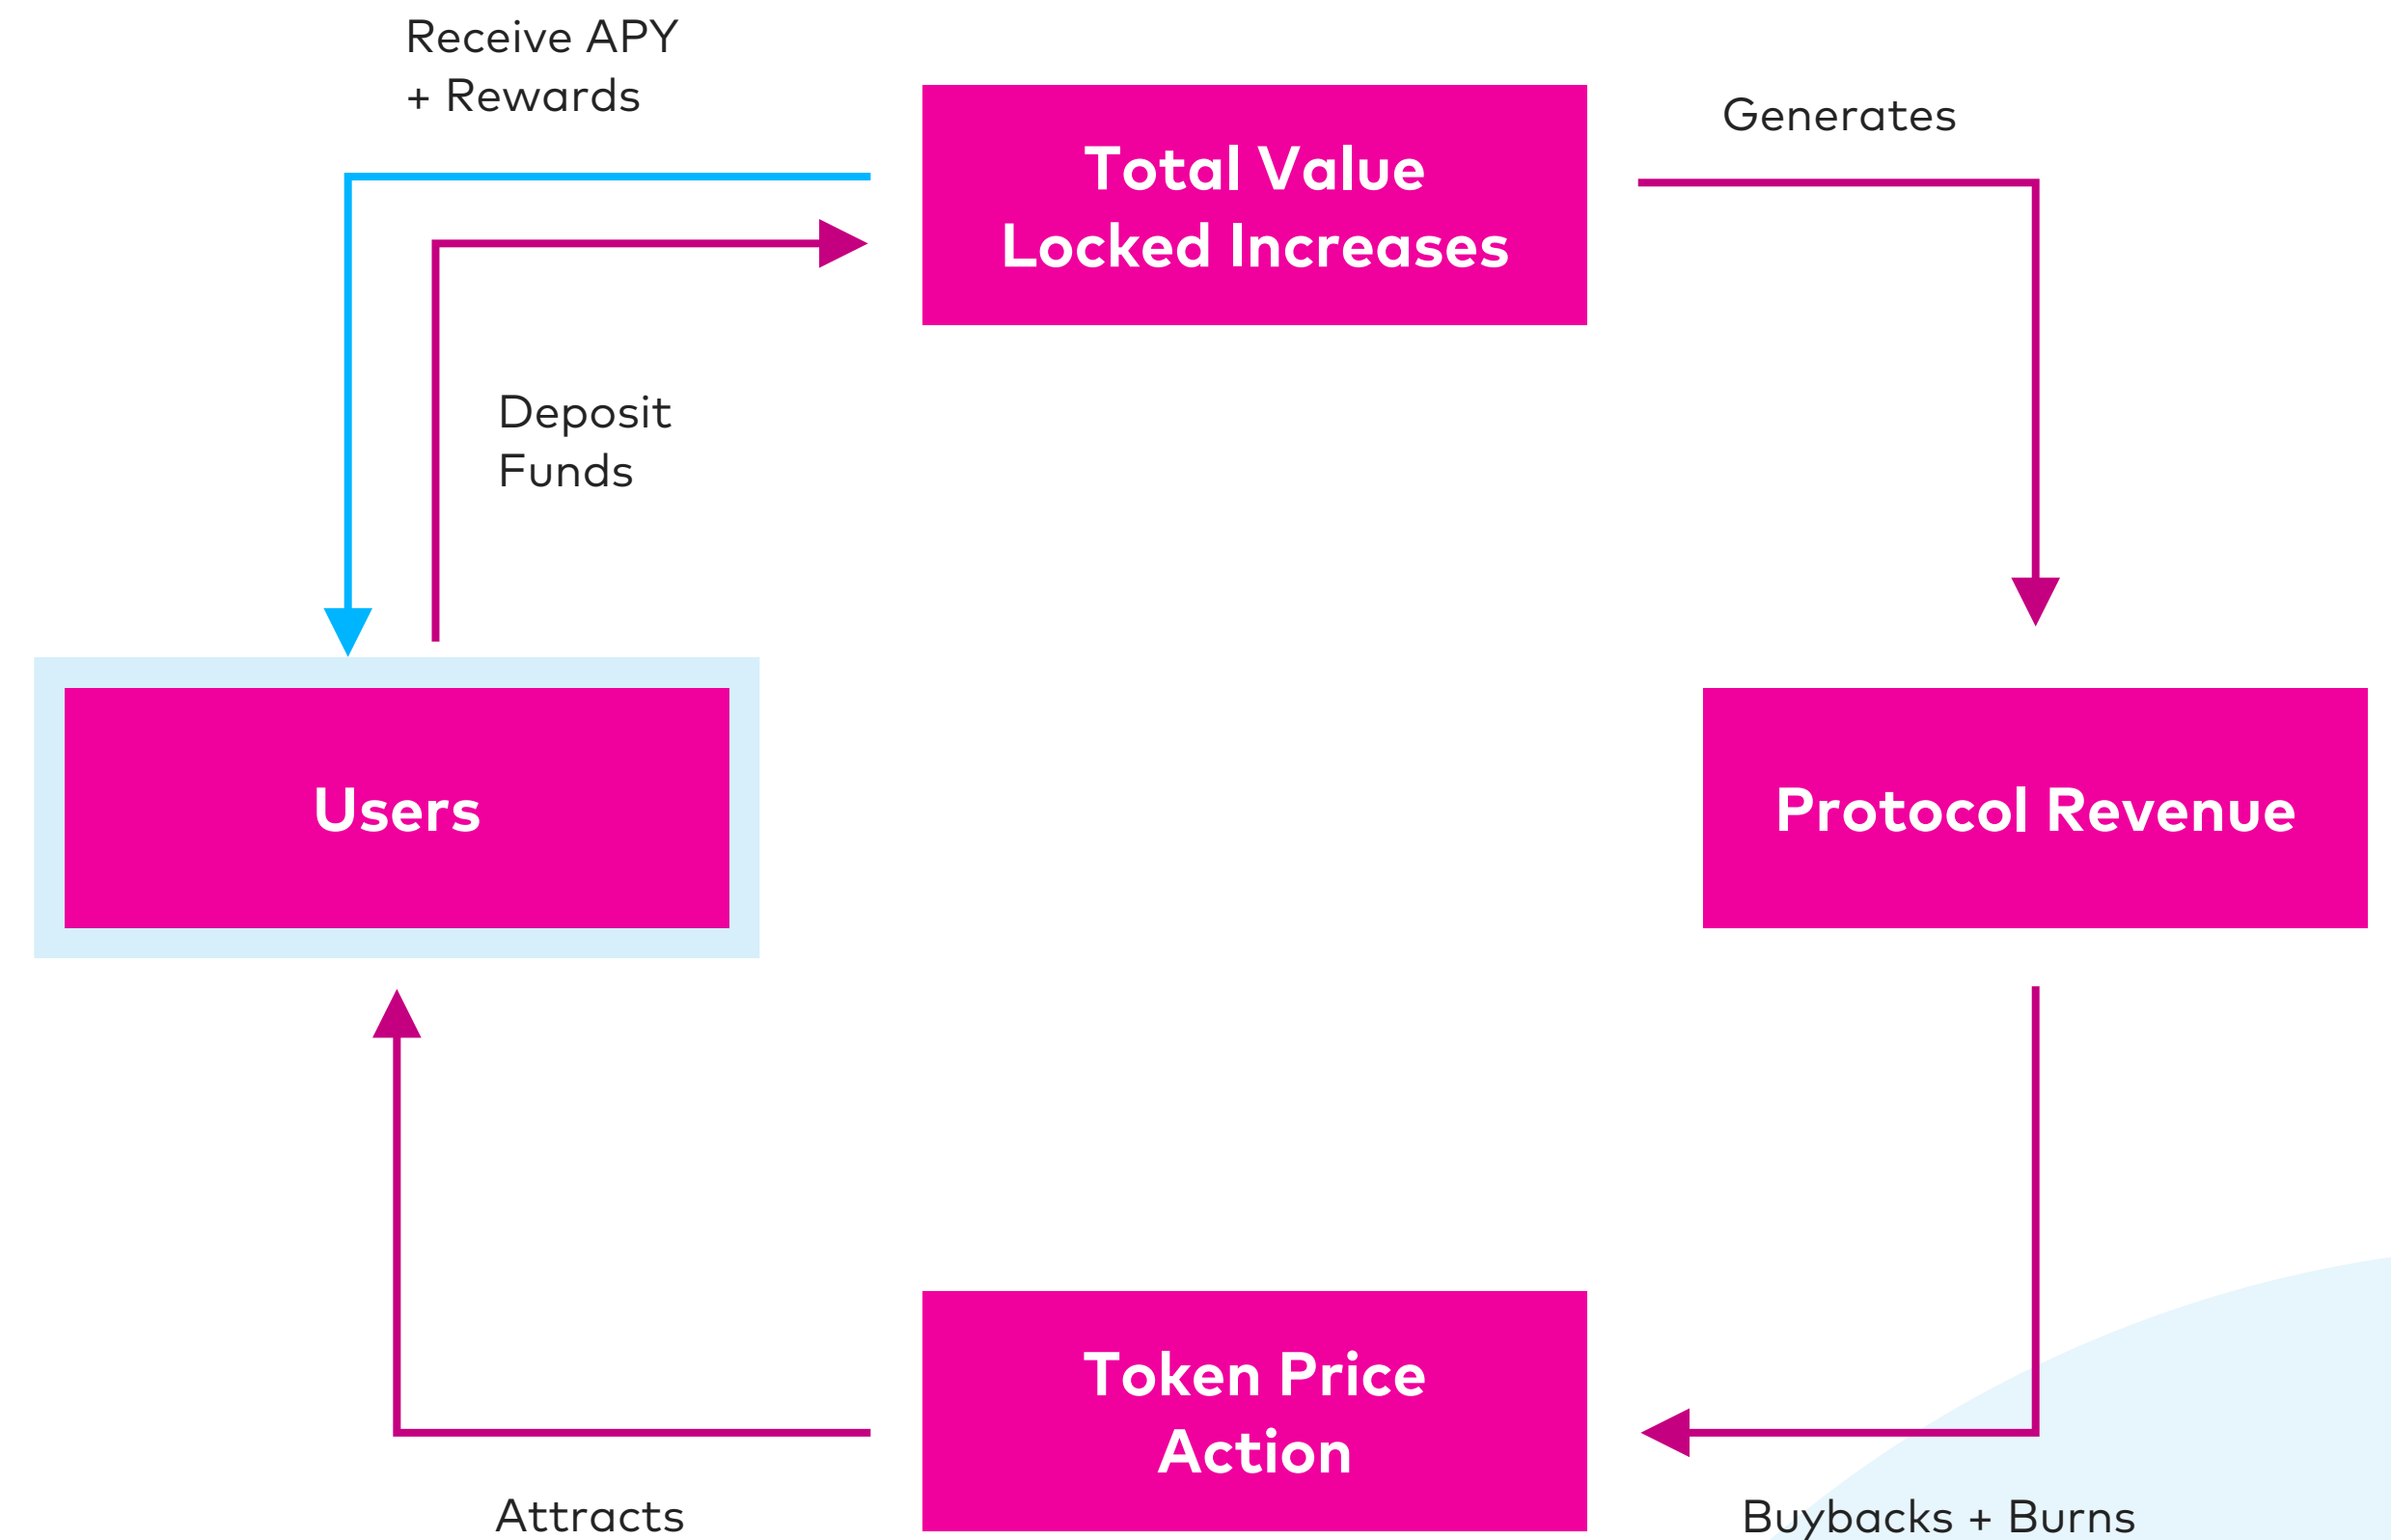 Receive APY
+ Rewards
Total Value
Locked Increases
Generates
Deposit
Funds
Users
Protocol Revenue
Token Price
Action
Attracts
Buybacks + Burns